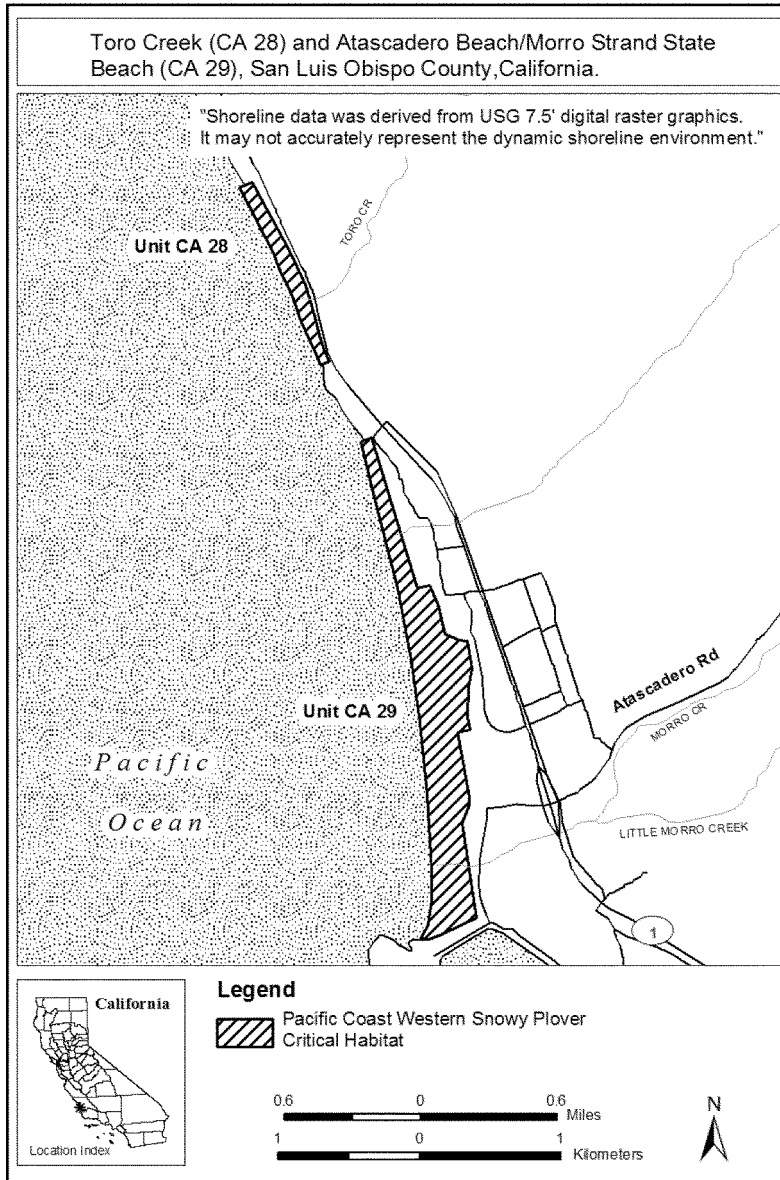 Toro Creek (CA 28) and Atascadero Beach/Morro Strand State
Beach (CA 29), San Luis Obispo County,California.
"Shoreline data was derived from USG 7.5' digital raster graphics.
It may not accurately represent the dynamic shoreline environment."
Unit CA 28
TORO CR
Unit CA 29
Atascadero Rd
MORRO CR
Pacific
Ocean
LITTLE MORRO CREEK
1
California
Location Index
Legend
Pacific Coast Western Snowy Plover
Critical Habitat
0.6 0 0.6
Miles
1 0 1
Kilometers
N